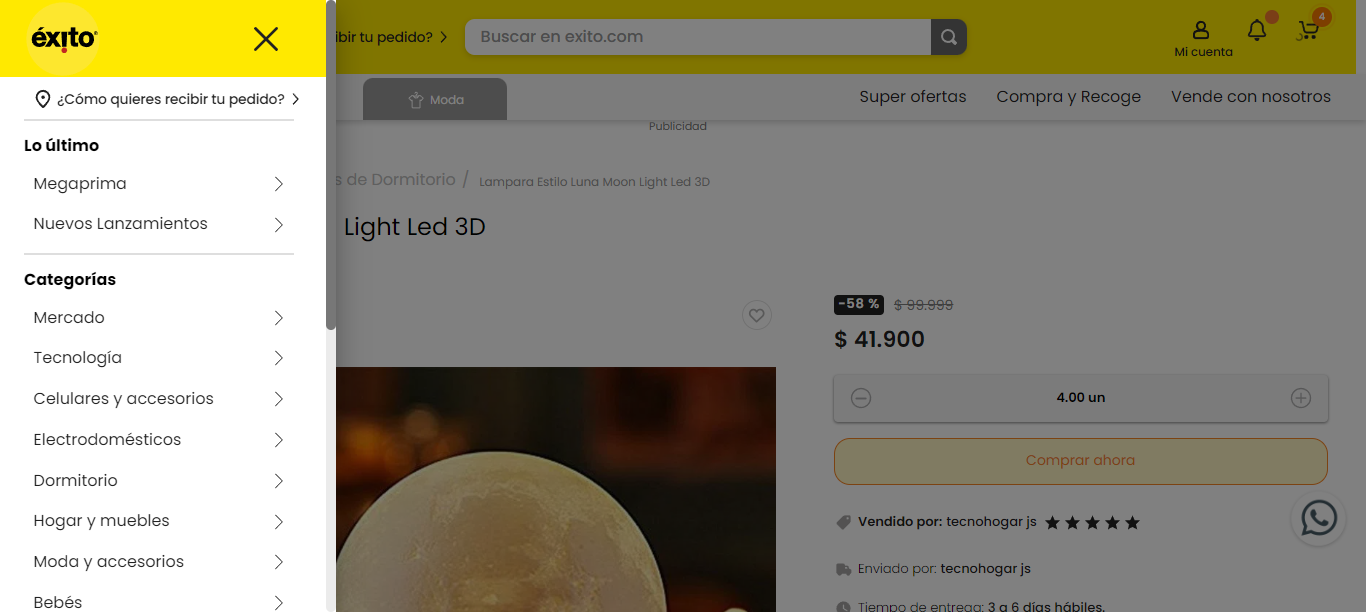 éxito
¿Cómo quieres recibir tu pedido?
Lo último
Megaprima
Nuevos Lanzamientos
Categorías
Mercado
Tecnología
Celulares y accesorios
Electrodomésticos
Dormitorio
Hogar y muebles
Moda y accesorios
Bebés
tu pedido?
Buscar en exito.com
Mi cuenta
4
Moda
Super ofertas
Compra y Recoge
Vende con nosotros
Publicidad
de Dormitorio / Lampara Estilo Luna Moon Light Led 3D
Light Led 3D
-58 % $ 99.999
$ 41.900
4.00 un
Comprar ahora
Vendido por: tecnohogar js
Enviado por: tecnohogar js
Tiempo de entrega: 3 a 6 días hábiles.